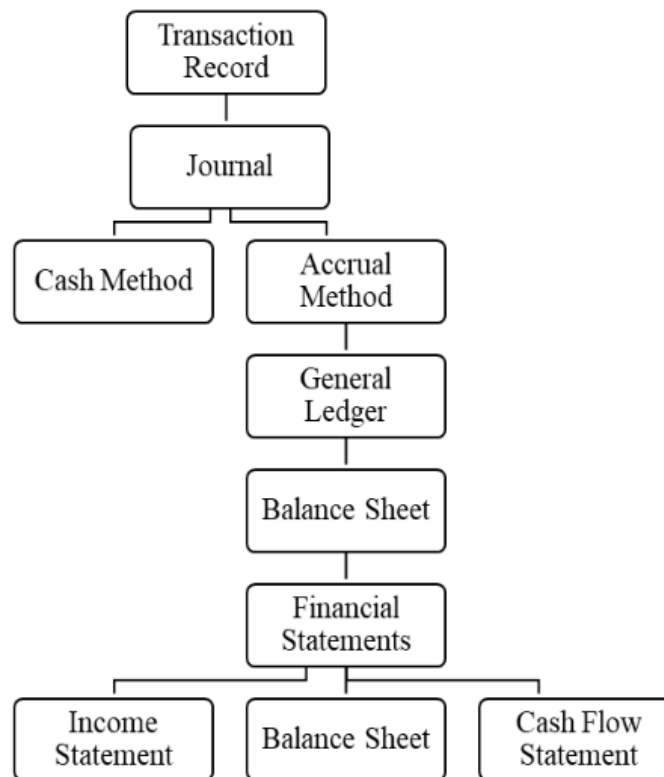 Transaction
Record
Journal
Cash Method
Accrual
Method
General
Ledger
Balance Sheet
Financial
Statements
Income
Statement
Balance Sheet
Cash Flow
Statement